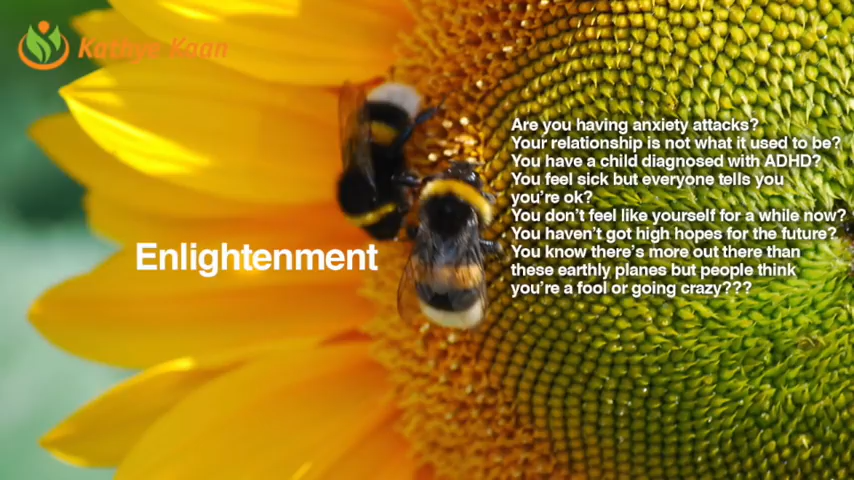 Kathye Kaan
Enlightenment
Are you having anxiety attacks?
Your relationship is not what it used to be?
You have a child diagnosed with ADHD?
You feel sick but everyone tells you
you're ok?
You don't feel like yourself for a while now?
You haven't got high hopes for the future?
You know there's more out there than
these earthly planes but people think
you're a fool or going crazy???